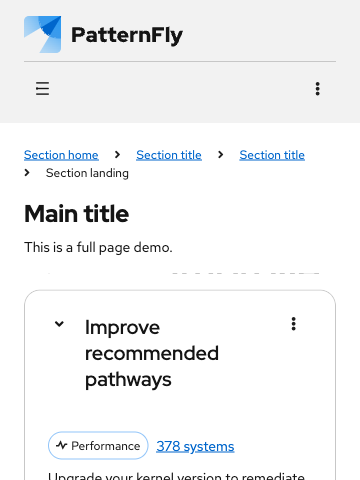 PatternFly
Section home Section title Section title
Section landing
Main title
This is a full page demo.
Improve
recommended
pathways
Performance 378 systems
Upgrade your kernel version to remediate